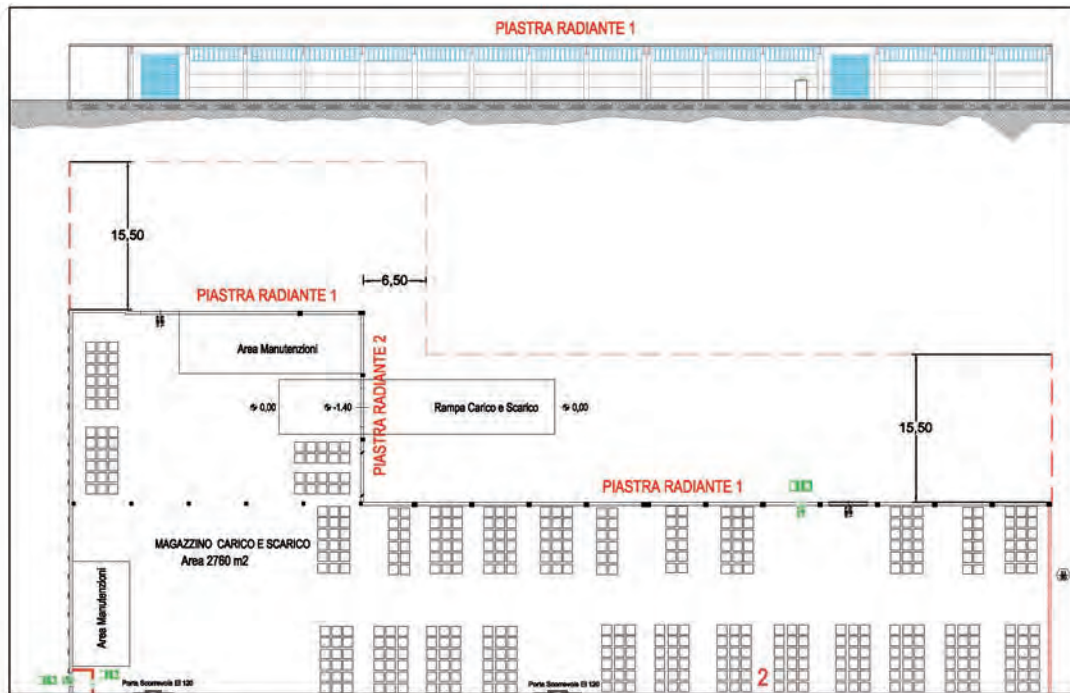 PIASTRA RADIANTE 1
15,50
6,50
PIASTRA RADIANTE 1
Area Manutenzioni
PIASTRA RADIANTE 2
0,00
-1,40
Rampa Carico e Scarico
0,00
15,50
PIASTRA RADIANTE 1
MAGAZZINO CARICO E SCARICO
Area 2760 m2
Area Manutenzioni
2
Porta Scorrevole EI 120
Porta Scorrevole EI 120